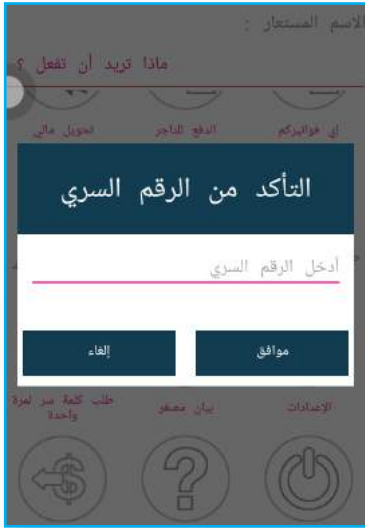 الاسم المستعار :
ماذا تريد أن تفعل ؟
إي فواتيركم
الدفع للتاجر
تحويل مالي
التأكد من الرقم السري
أدخل الرقم السري
موافق
إلغاء
الإعدادات
بيان مصغر
طلب كلمة سر لمرة
واحدة